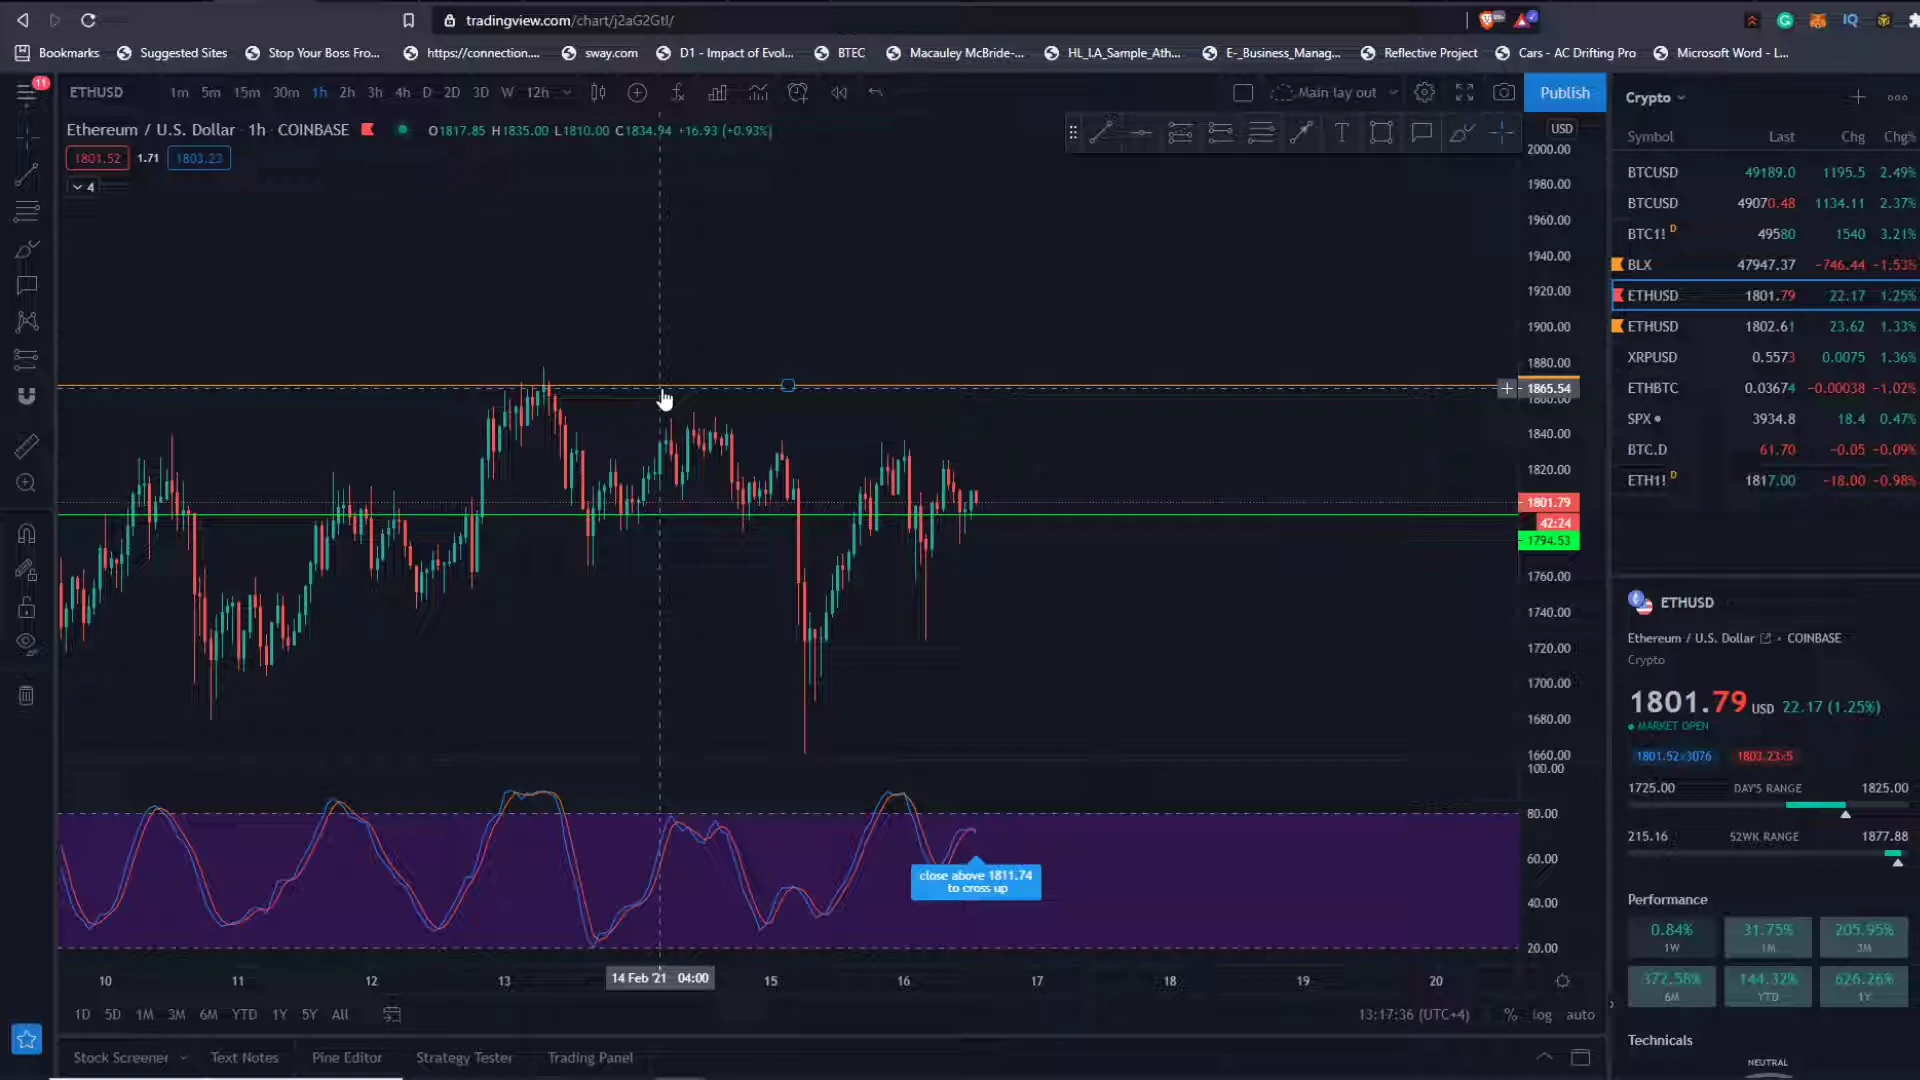 tradingview.com/chart/j2aG2Gtl/
IQ
Bookmarks Suggested Sites Stop Your Boss Fro... https://connection.... sway.com D1 - Impact of Evol... BTEC Macauley McBride-... HL_I.A_Sample_Ath... E-_Business_Manag... Reflective Project Cars - AC Drifting Pro Microsoft Word - L...
11
ETHUSD 1m 5m 15m 30m 1h 2h 3h 4h D 2D 3D W 12h Main lay out Publish
Ethereum / U.S. Dollar · 1h · COINBASE O1817.85 H1835.00 L1810.00 C1834.94 +16.93 (+0.93%)
1801.52 1.71 1803.23
4
USD
2000.00
1980.00
1960.00
1940.00
1920.00
1900.00
1880.00
1865.54
1860.00
1840.00
1820.00
1801.79
42:24
1794.53
1760.00
1740.00
1720.00
1700.00
1680.00
1660.00
100.00
80.00
60.00
40.00
20.00
close above 1811.74
to cross up
10 11 12 13 14 Feb '21 04:00 15 16 17 18 19 20
1D 5D 1M 3M 6M YTD 1Y 5Y All 13:17:36 (UTC+4) % log auto
Stock Screener Text Notes Pine Editor Strategy Tester Trading Panel
Crypto
Symbol Last Chg Chg%
BTCUSD 49189.0 1195.5 2.49%
BTCUSD 49070.48 1134.11 2.37%
BTC1! D 49580 1540 3.21%
BLX 47947.37 -746.44 -1.53%
ETHUSD 1801.79 22.17 1.25%
ETHUSD 1802.61 23.62 1.33%
XRPUSD 0.5573 0.0075 1.36%
ETHBTC 0.03674 -0.00038 -1.02%
SPX 3934.8 18.4 0.47%
BTC.D 61.70 -0.05 -0.09%
ETH1! D 1817.00 -18.00 -0.98%
ETHUSD
Ethereum / U.S. Dollar · COINBASE
Crypto
1801.79 USD 22.17 (1.25%)
MARKET OPEN
1801.52×3076 1803.23×5
1725.00 DAY'S RANGE 1825.00
215.16 52WK RANGE 1877.88
Performance
0.84% 31.75% 205.95%
1W 1M 3M
372.58% 144.32% 626.26%
6M YTD 1Y
Technicals
NEUTRAL